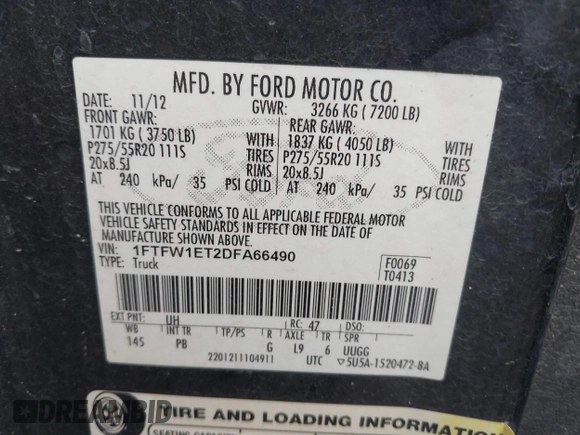 MFD. BY FORD MOTOR CO.
DATE: 11/12 GVWR: 3266 KG ( 7200 LB)
FRONT GAWR: REAR GAWR:
1701 KG ( 3750 LB) WITH 1837 KG ( 4050 LB) WITH
P275/55R20 111S TIRES P275/55R20 111S TIRES
20x8.5J RIMS 20x8.5J RIMS
AT 240 kPa/ 35 PSI COLD AT 240 kPa/ 35 PSI COLD
THIS VEHICLE CONFORMS TO ALL APPLICABLE FEDERAL MOTOR
VEHICLE SAFETY STANDARDS IN EFFECT ON THE DATE OF
MANUFACTURE SHOWN ABOVE.
VIN: 1FTFW1ET2DFA66490 F0069
TYPE: Truck T0413
EXT PNT: UH RC: 47 DSO:
WB INT TR TP/PS R AXLE TR SPR
145 PB G L9 6 UUGG
2201211104911 UTC ▽5U5A-1520472-BA
TIRE AND LOADING INFORMATION
SEATING CAPACITY
DREAMBID